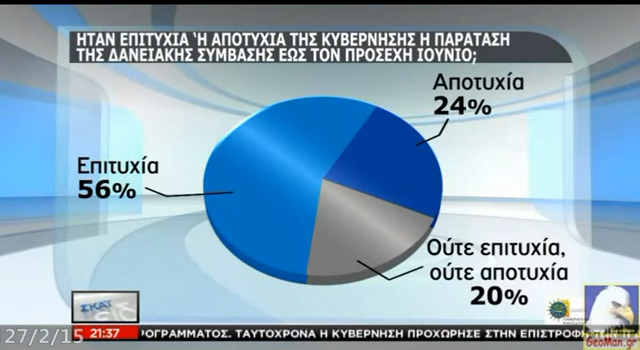 ΗΤΑΝ ΕΠΙΤΥΧΙΑ 'Η ΑΠΟΤΥΧΙΑ ΤΗΣ ΚΥΒΕΡΝΗΣΗΣ Η ΠΑΡΑΤΑΣΗ
ΤΗΣ ΔΑΝΕΙΑΚΗΣ ΣΥΜΒΑΣΗΣ ΕΩΣ ΤΟΝ ΠΡΟΣΕΧΗ ΙΟΥΝΙΟ;
Αποτυχία
24%
Επιτυχία
56%
Ούτε επιτυχία,
ούτε αποτυχία
20%
ΣΚΑΪ
27/2/15
21:37
ΡΟΓΡΑΜΜΑΤΟΣ. ΤΑΥΤΟΧΡΟΝΑ Η ΚΥΒΕΡΝΗΣΗ ΠΡΟΧΩΡΗΣΕ ΣΤΗΝ ΕΠΙΣΤΡΟΦ
GeoMan.gr